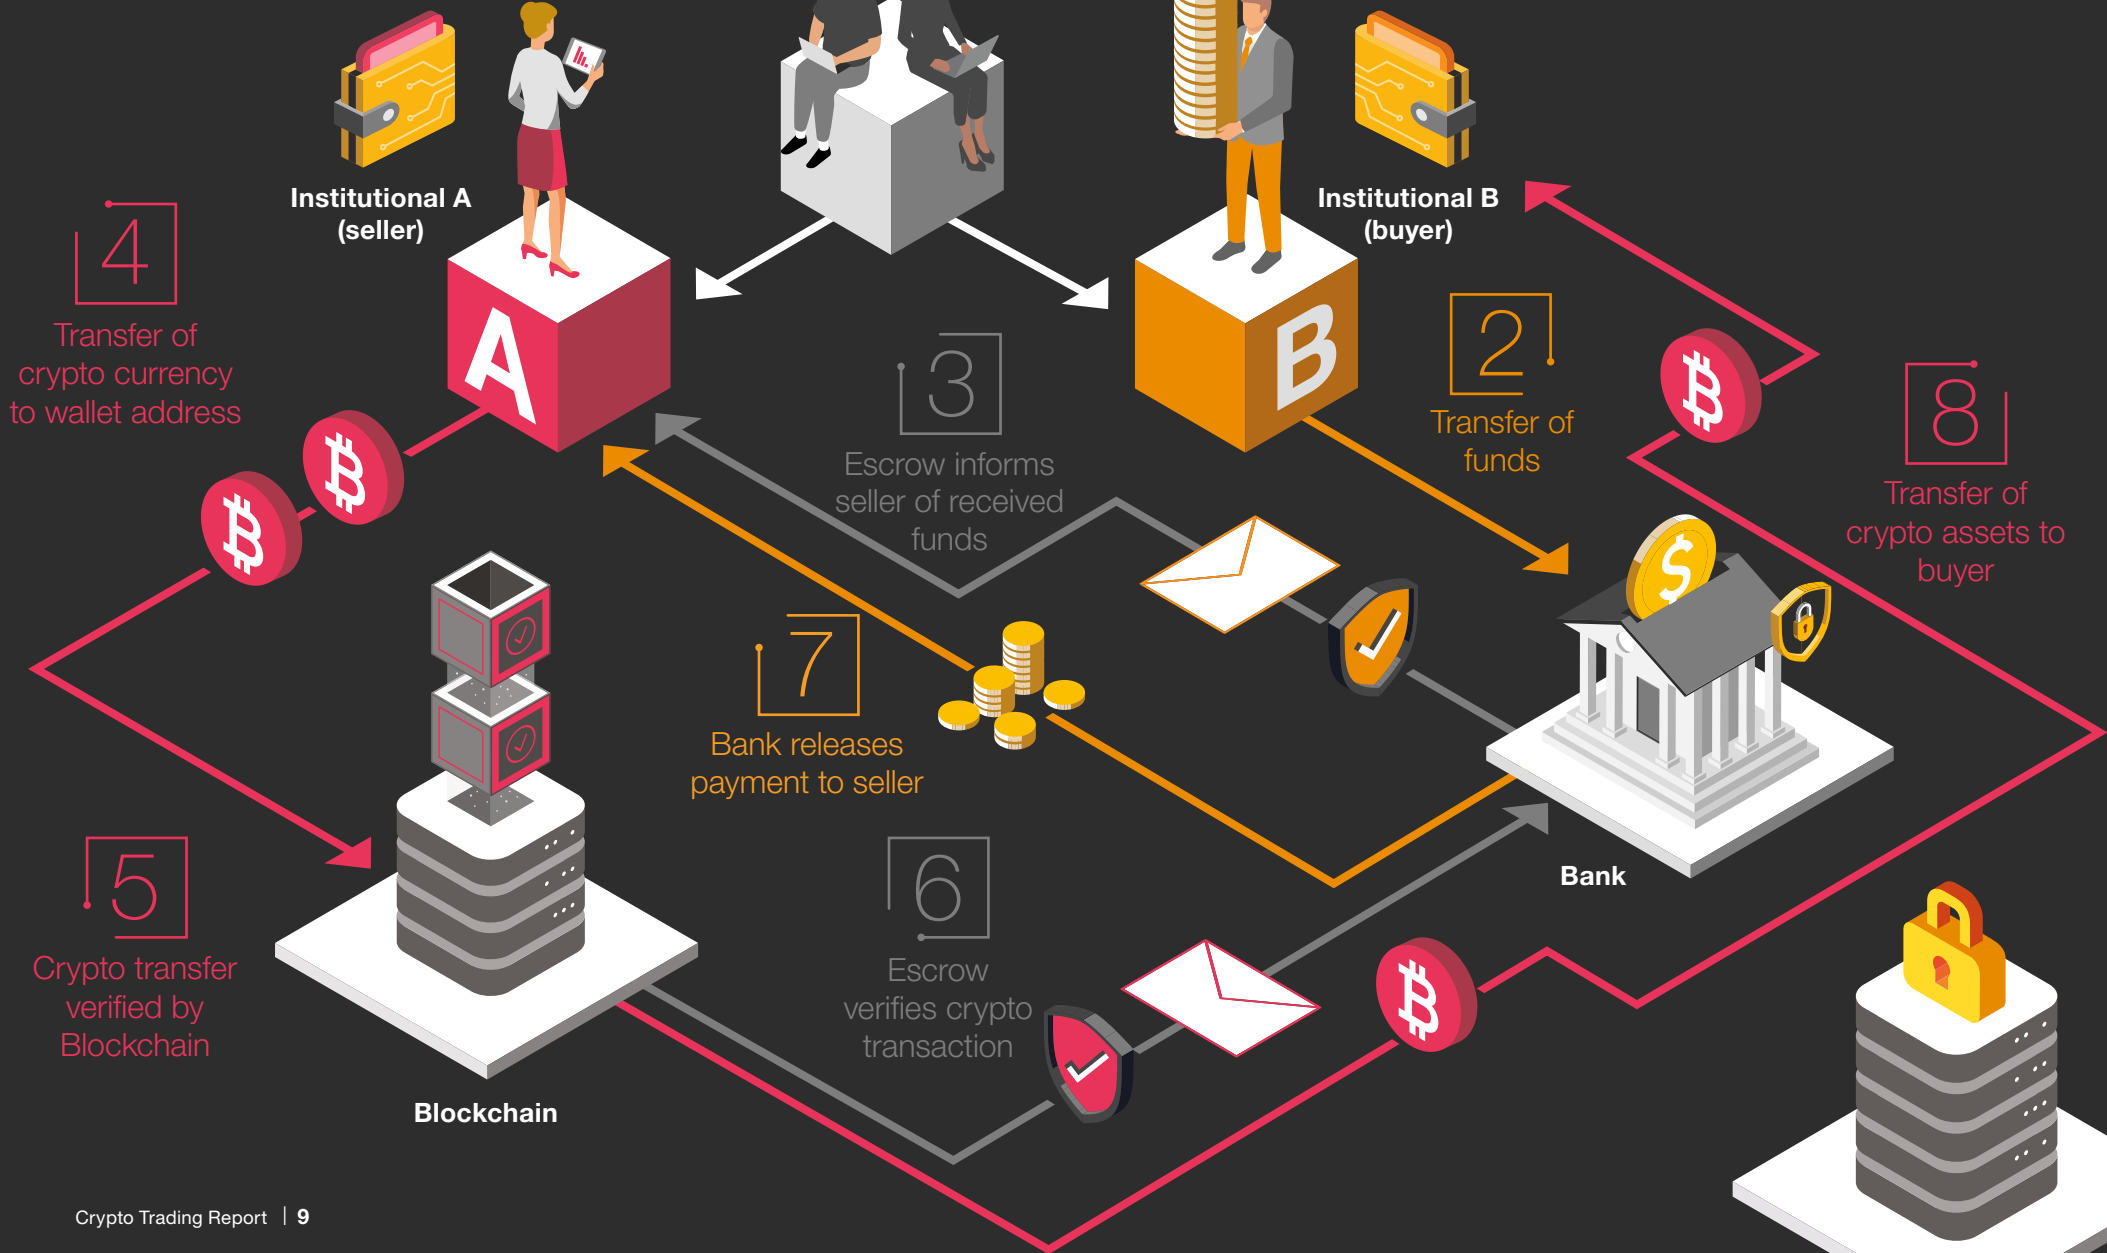 Institutional A
(seller)
Institutional B
(buyer)
4
Transfer of
crypto currency
to wallet address
A
B
3
Escrow informs
seller of received
funds
2
Transfer of
funds
8
Transfer of
crypto assets to
buyer
$
7
Bank releases
payment to seller
Bank
5
Crypto transfer
verified by
Blockchain
6
Escrow
verifies crypto
transaction
Blockchain
Crypto Trading Report | 9